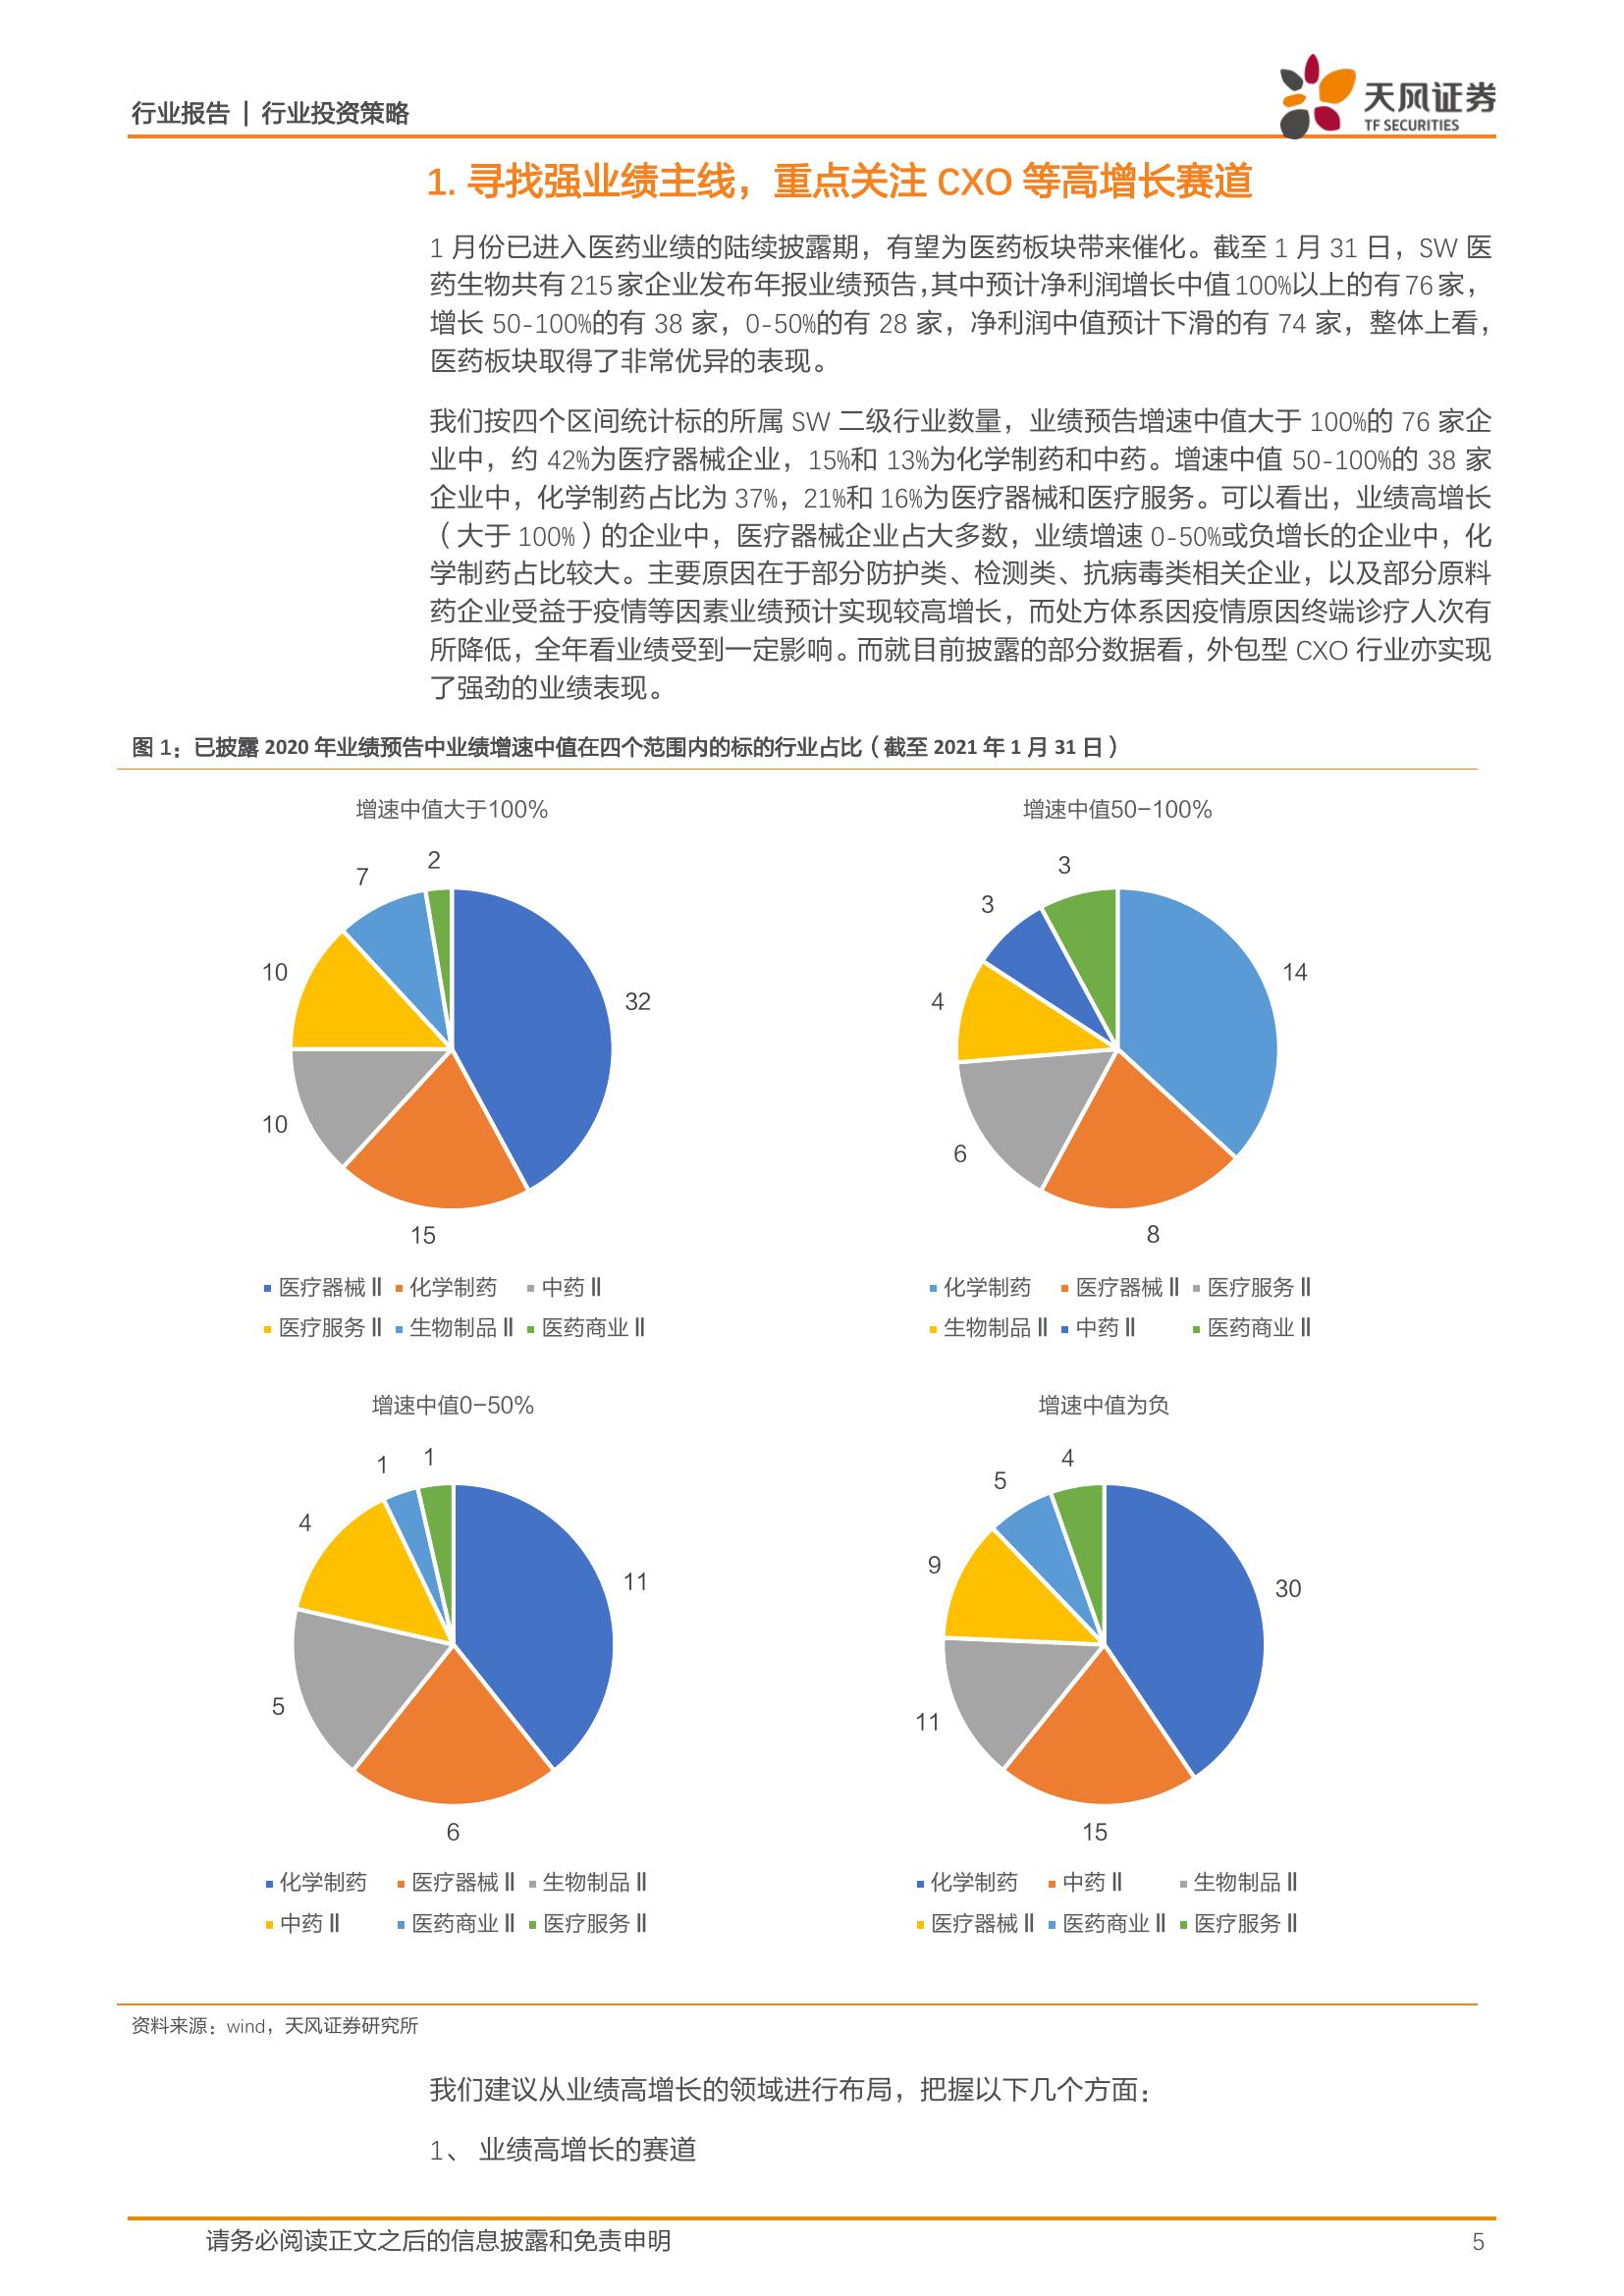 行业报告 | 行业投资策略
天风证券
TF SECURITIES
1. 寻找强业绩主线，重点关注 CXO 等高增长赛道
1 月份已进入医药业绩的陆续披露期，有望为医药板块带来催化。截至 1 月 31 日，SW 医
药生物共有 215 家企业发布年报业绩预告，其中预计净利润增长中值 100%以上的有 76 家，
增长 50-100%的有 38 家，0-50%的有 28 家，净利润中值预计下滑的有 74 家，整体上看，
医药板块取得了非常优异的表现。
我们按四个区间统计标的所属 SW 二级行业数量，业绩预告增速中值大于 100%的 76 家企
业中，约 42%为医疗器械企业，15%和 13%为化学制药和中药。增速中值 50-100%的 38 家
企业中，化学制药占比为 37%，21%和 16%为医疗器械和医疗服务。可以看出，业绩高增长
（大于 100%）的企业中，医疗器械企业占大多数，业绩增速 0-50%或负增长的企业中，化
学制药占比较大。主要原因在于部分防护类、检测类、抗病毒类相关企业，以及部分原料
药企业受益于疫情等因素业绩预计实现较高增长，而处方体系因疫情原因终端诊疗人次有
所降低，全年看业绩受到一定影响。而就目前披露的部分数据看，外包型 CXO 行业亦实现
了强劲的业绩表现。
图 1：已披露 2020 年业绩预告中业绩增速中值在四个范围内的标的行业占比（截至 2021 年 1 月 31 日）
增速中值大于100%
2
7
10
32
10
15
医疗器械Ⅱ 化学制药 中药Ⅱ
医疗服务Ⅱ 生物制品Ⅱ 医药商业Ⅱ
增速中值50-100%
3
3
14
4
6
8
化学制药 医疗器械Ⅱ 医疗服务Ⅱ
生物制品Ⅱ 中药Ⅱ 医药商业Ⅱ
增速中值0-50%
1
1
4
11
5
6
化学制药 医疗器械Ⅱ 生物制品Ⅱ
中药Ⅱ 医药商业Ⅱ 医疗服务Ⅱ
增速中值为负
4
5
9
30
11
15
化学制药 中药Ⅱ 生物制品Ⅱ
医疗器械Ⅱ 医药商业Ⅱ 医疗服务Ⅱ
资料来源：wind，天风证券研究所
我们建议从业绩高增长的领域进行布局，把握以下几个方面：
1、 业绩高增长的赛道
请务必阅读正文之后的信息披露和免责申明
5